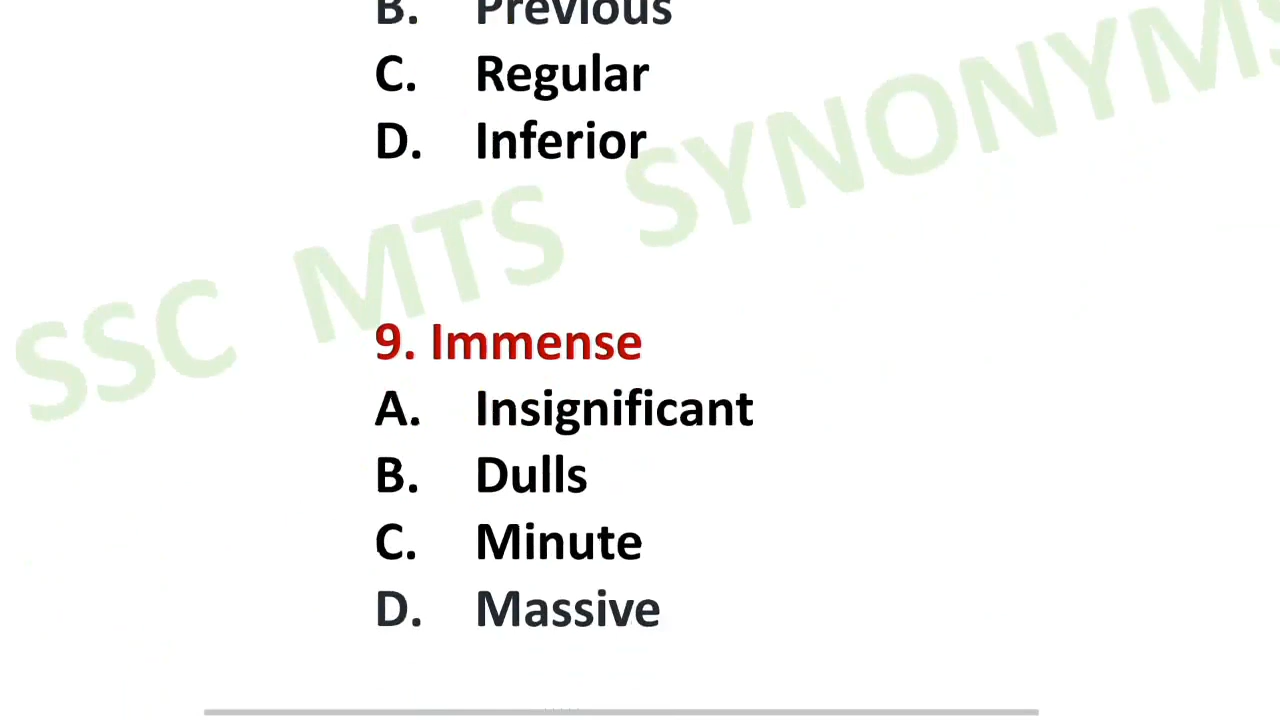 B. Previous
C. Regular
D. Inferior
SSC MTS SYNONYMS
9. Immense
A. Insignificant
B. Dulls
C. Minute
D. Massive